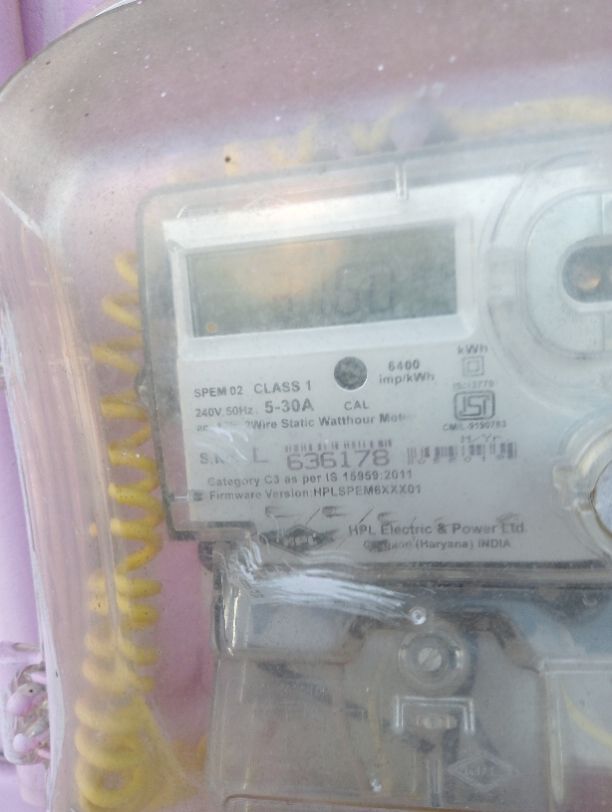 kWh
6400
imp/kWh
SPEM 02 CLASS 1
240V, 50Hz. 5-30A CAL
2Wire Static Watthour
L 636178
Category C3 as per IS 15959:2011
Firmware Version:HPLSPEM6XXX01
HPL Electric & Power Ltd.
(Haryana) INDIA